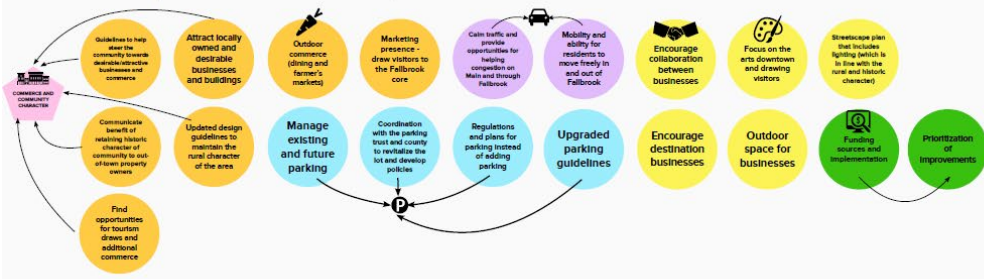 COMMERCE AND
COMMUNITY
CHARACTER
Guidelines to help
steer the
community towards
desirable/attractive
businesses and
commerce
Attract locally
owned and
desirable
businesses
and buildings
Outdoor
commerce
(dining and
farmer's
markets)
Marketing
presence -
draw visitors to
the Fallbrook
core
Calm traffic and
provide
opportunities for
helping
congestion on
Main and through
Fallbrook
Mobility and
ability for
residents to
move freely in
and out of
Fallbrook
Encourage
collaboration
between
businesses
Focus on the
arts downtown
and drawing
visitors
Streetscape plan
that includes
lighting (which is
in line with the
rural and historic
character)
Communicate
benefit of
retaining historic
character of
community to out-
of-town property
owners
Updated design
guidelines to
maintain the
rural character
of the area
Manage
existing
and future
parking
Coordination
with the parking
trust and county
to revitalize the
lot and develop
policies
Regulations
and plans for
parking instead
of adding
parking
Upgraded
parking
guidelines
Encourage
destination
businesses
Outdoor
space for
businesses
Funding
sources and
implementation
Prioritization
of
Improvements
P
Find
opportunities
for tourism
draws and
additional
commerce